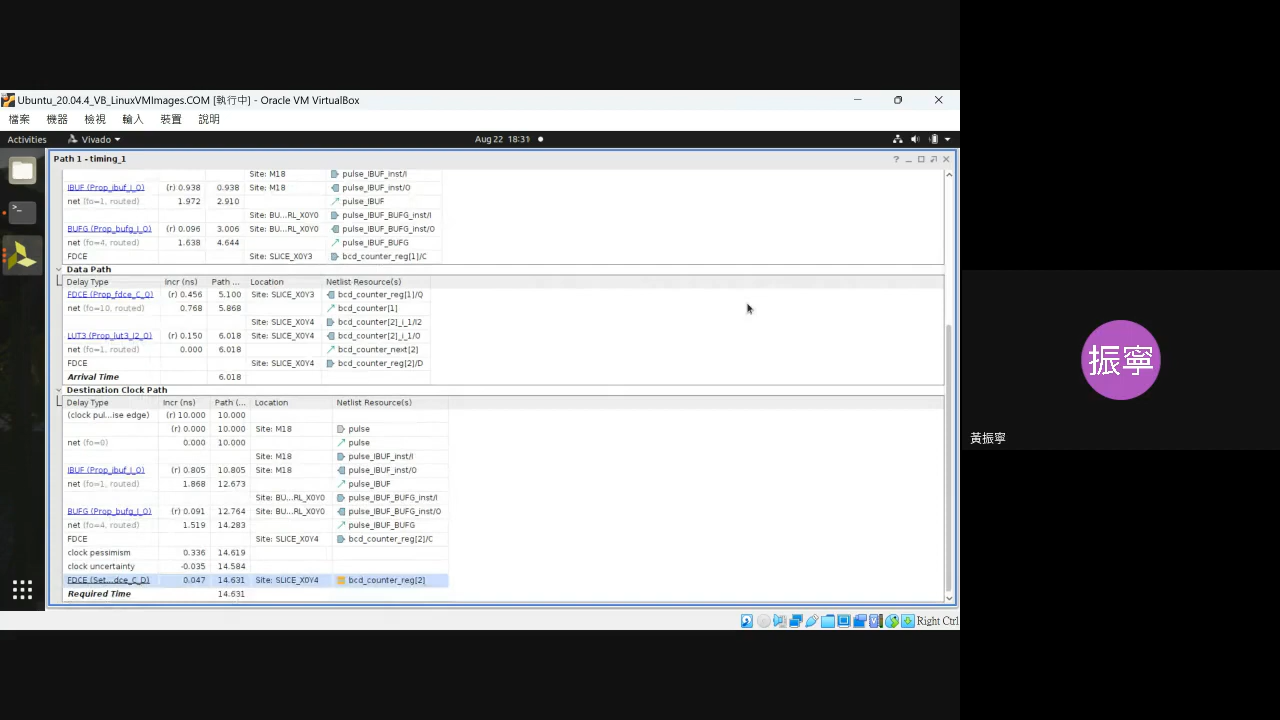 Ubuntu_20.04.4_VB_LinuxVMImages.COM [執行中] - Oracle VM VirtualBox
檔案 機器 檢視 輸入 裝置 說明
Activities Vivado Aug 22 18:31
Path 1 - timing_1
Site: M18 pulse_IBUF_inst/I
IBUF (Prop_ibuf_I_O) (r) 0.938 0.938 Site: M18 pulse_IBUF_inst/O
net (fo=1, routed) 1.972 2.910 pulse_IBUF
Site: BU...RL_X0Y0 pulse_IBUF_BUFG_inst/I
BUFG (Prop_bufg_I_O) (r) 0.096 3.006 Site: BU...RL_X0Y0 pulse_IBUF_BUFG_inst/O
net (fo=4, routed) 1.638 4.644 pulse_IBUF_BUFG
FDCE Site: SLICE_X0Y3 bcd_counter_reg[1]/C
Data Path
Delay Type Incr (ns) Path ... Location Netlist Resource(s)
FDCE (Prop_fdce_C_Q) (r) 0.456 5.100 Site: SLICE_X0Y3 bcd_counter_reg[1]/Q
net (fo=10, routed) 0.768 5.868 bcd_counter[1]
Site: SLICE_X0Y4 bcd_counter[2]_i_1/I2
LUT3 (Prop_lut3_I2_O) (r) 0.150 6.018 Site: SLICE_X0Y4 bcd_counter[2]_i_1/O
net (fo=1, routed) 0.000 6.018 bcd_counter_next[2]
FDCE Site: SLICE_X0Y4 bcd_counter_reg[2]/D
Arrival Time 6.018
Destination Clock Path
Delay Type Incr (ns) Path (... Location Netlist Resource(s)
(clock pul...ise edge) (r) 10.000 10.000
(r) 0.000 10.000 Site: M18 pulse
net (fo=0) 0.000 10.000 pulse
Site: M18 pulse_IBUF_inst/I
IBUF (Prop_ibuf_I_O) (r) 0.805 10.805 Site: M18 pulse_IBUF_inst/O
net (fo=1, routed) 1.868 12.673 pulse_IBUF
Site: BU...RL_X0Y0 pulse_IBUF_BUFG_inst/I
BUFG (Prop_bufg_I_O) (r) 0.091 12.764 Site: BU...RL_X0Y0 pulse_IBUF_BUFG_inst/O
net (fo=4, routed) 1.519 14.283 pulse_IBUF_BUFG
FDCE Site: SLICE_X0Y4 bcd_counter_reg[2]/C
clock pessimism 0.336 14.619
clock uncertainty -0.035 14.584
FDCE (Set...dce_C_D) 0.047 14.631 Site: SLICE_X0Y4 bcd_counter_reg[2]
Required Time 14.631
Right Ctrl
振寧
黃振寧